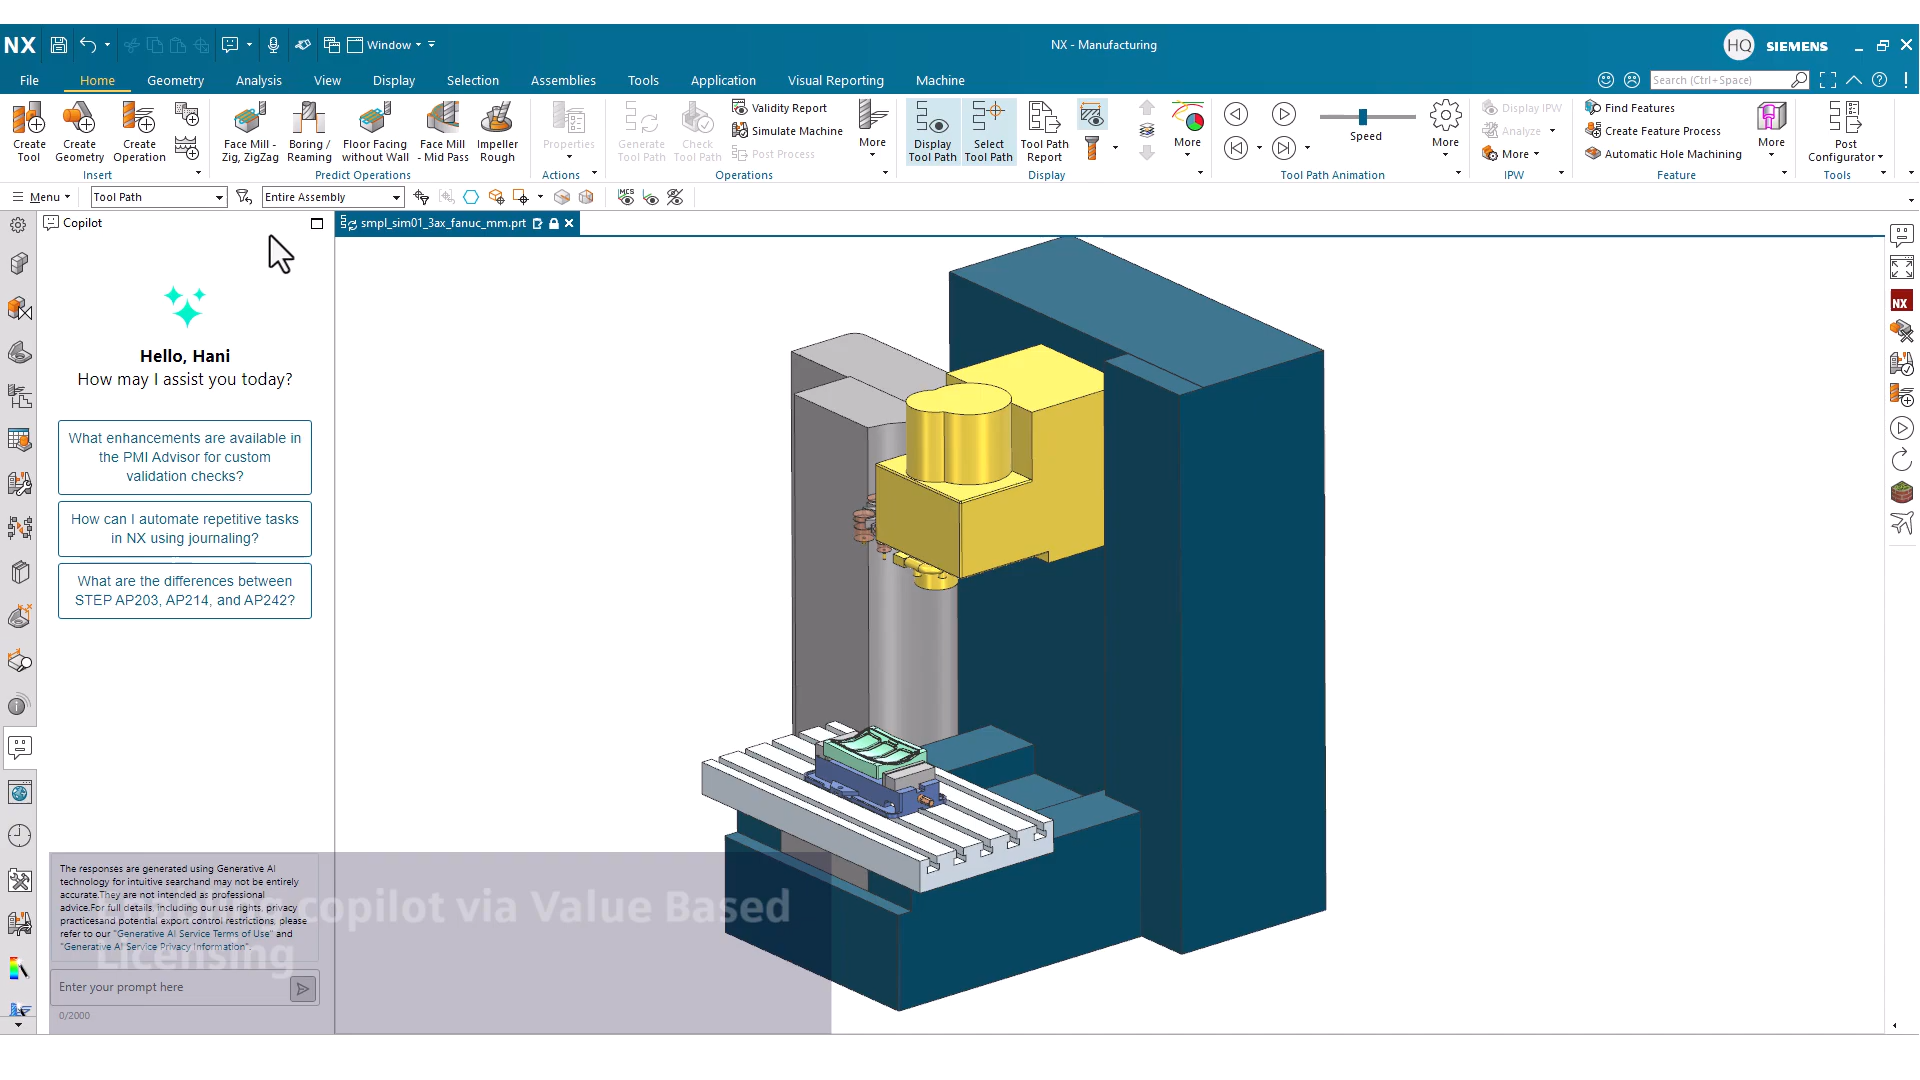 NX
Window
NX - Manufacturing
HQ
SIEMENS
File
Home
Geometry
Analysis
View
Display
Selection
Assemblies
Tools
Application
Visual Reporting
Machine
Search (Ctrl+Space)
Create
Tool
Create
Geometry
Create
Operation
Insert
Face Mill -
Zig, ZigZag
Boring /
Reaming
Floor Facing
without Wall
Face Mill
- Mid Pass
Impeller
Rough
Predict Operations
Properties
Actions
Generate
Tool Path
Check
Tool Path
Validity Report
Simulate Machine
Post Process
More
Operations
Display
Tool Path
Select
Tool Path
Tool Path
Report
More
Display
Speed
More
Tool Path Animation
Display IPW
Analyze
More
IPW
Find Features
Create Feature Process
Automatic Hole Machining
More
Feature
Post
Configurator
Tools
Menu
Tool Path
Entire Assembly
MCS
Copilot
smpl_sim01_3ax_fanuc_mm.prt
Hello, Hani
How may I assist you today?
What enhancements are available in
the PMI Advisor for custom
validation checks?
How can I automate repetitive tasks
in NX using journaling?
What are the differences between
STEP AP203, AP214, and AP242?
The responses are generated using Generative AI
technology for intuitive searchand may not be entirely
accurate.They are not intended as professional
advice.For full details, including our use rights, privacy
practicesand potential export control restrictions, please
refer to our "Generative AI Service Terms of Use" and
"Generative AI Service Privacy Information".
copilot via Value Based
Licensing
Enter your prompt here
0/2000
NX